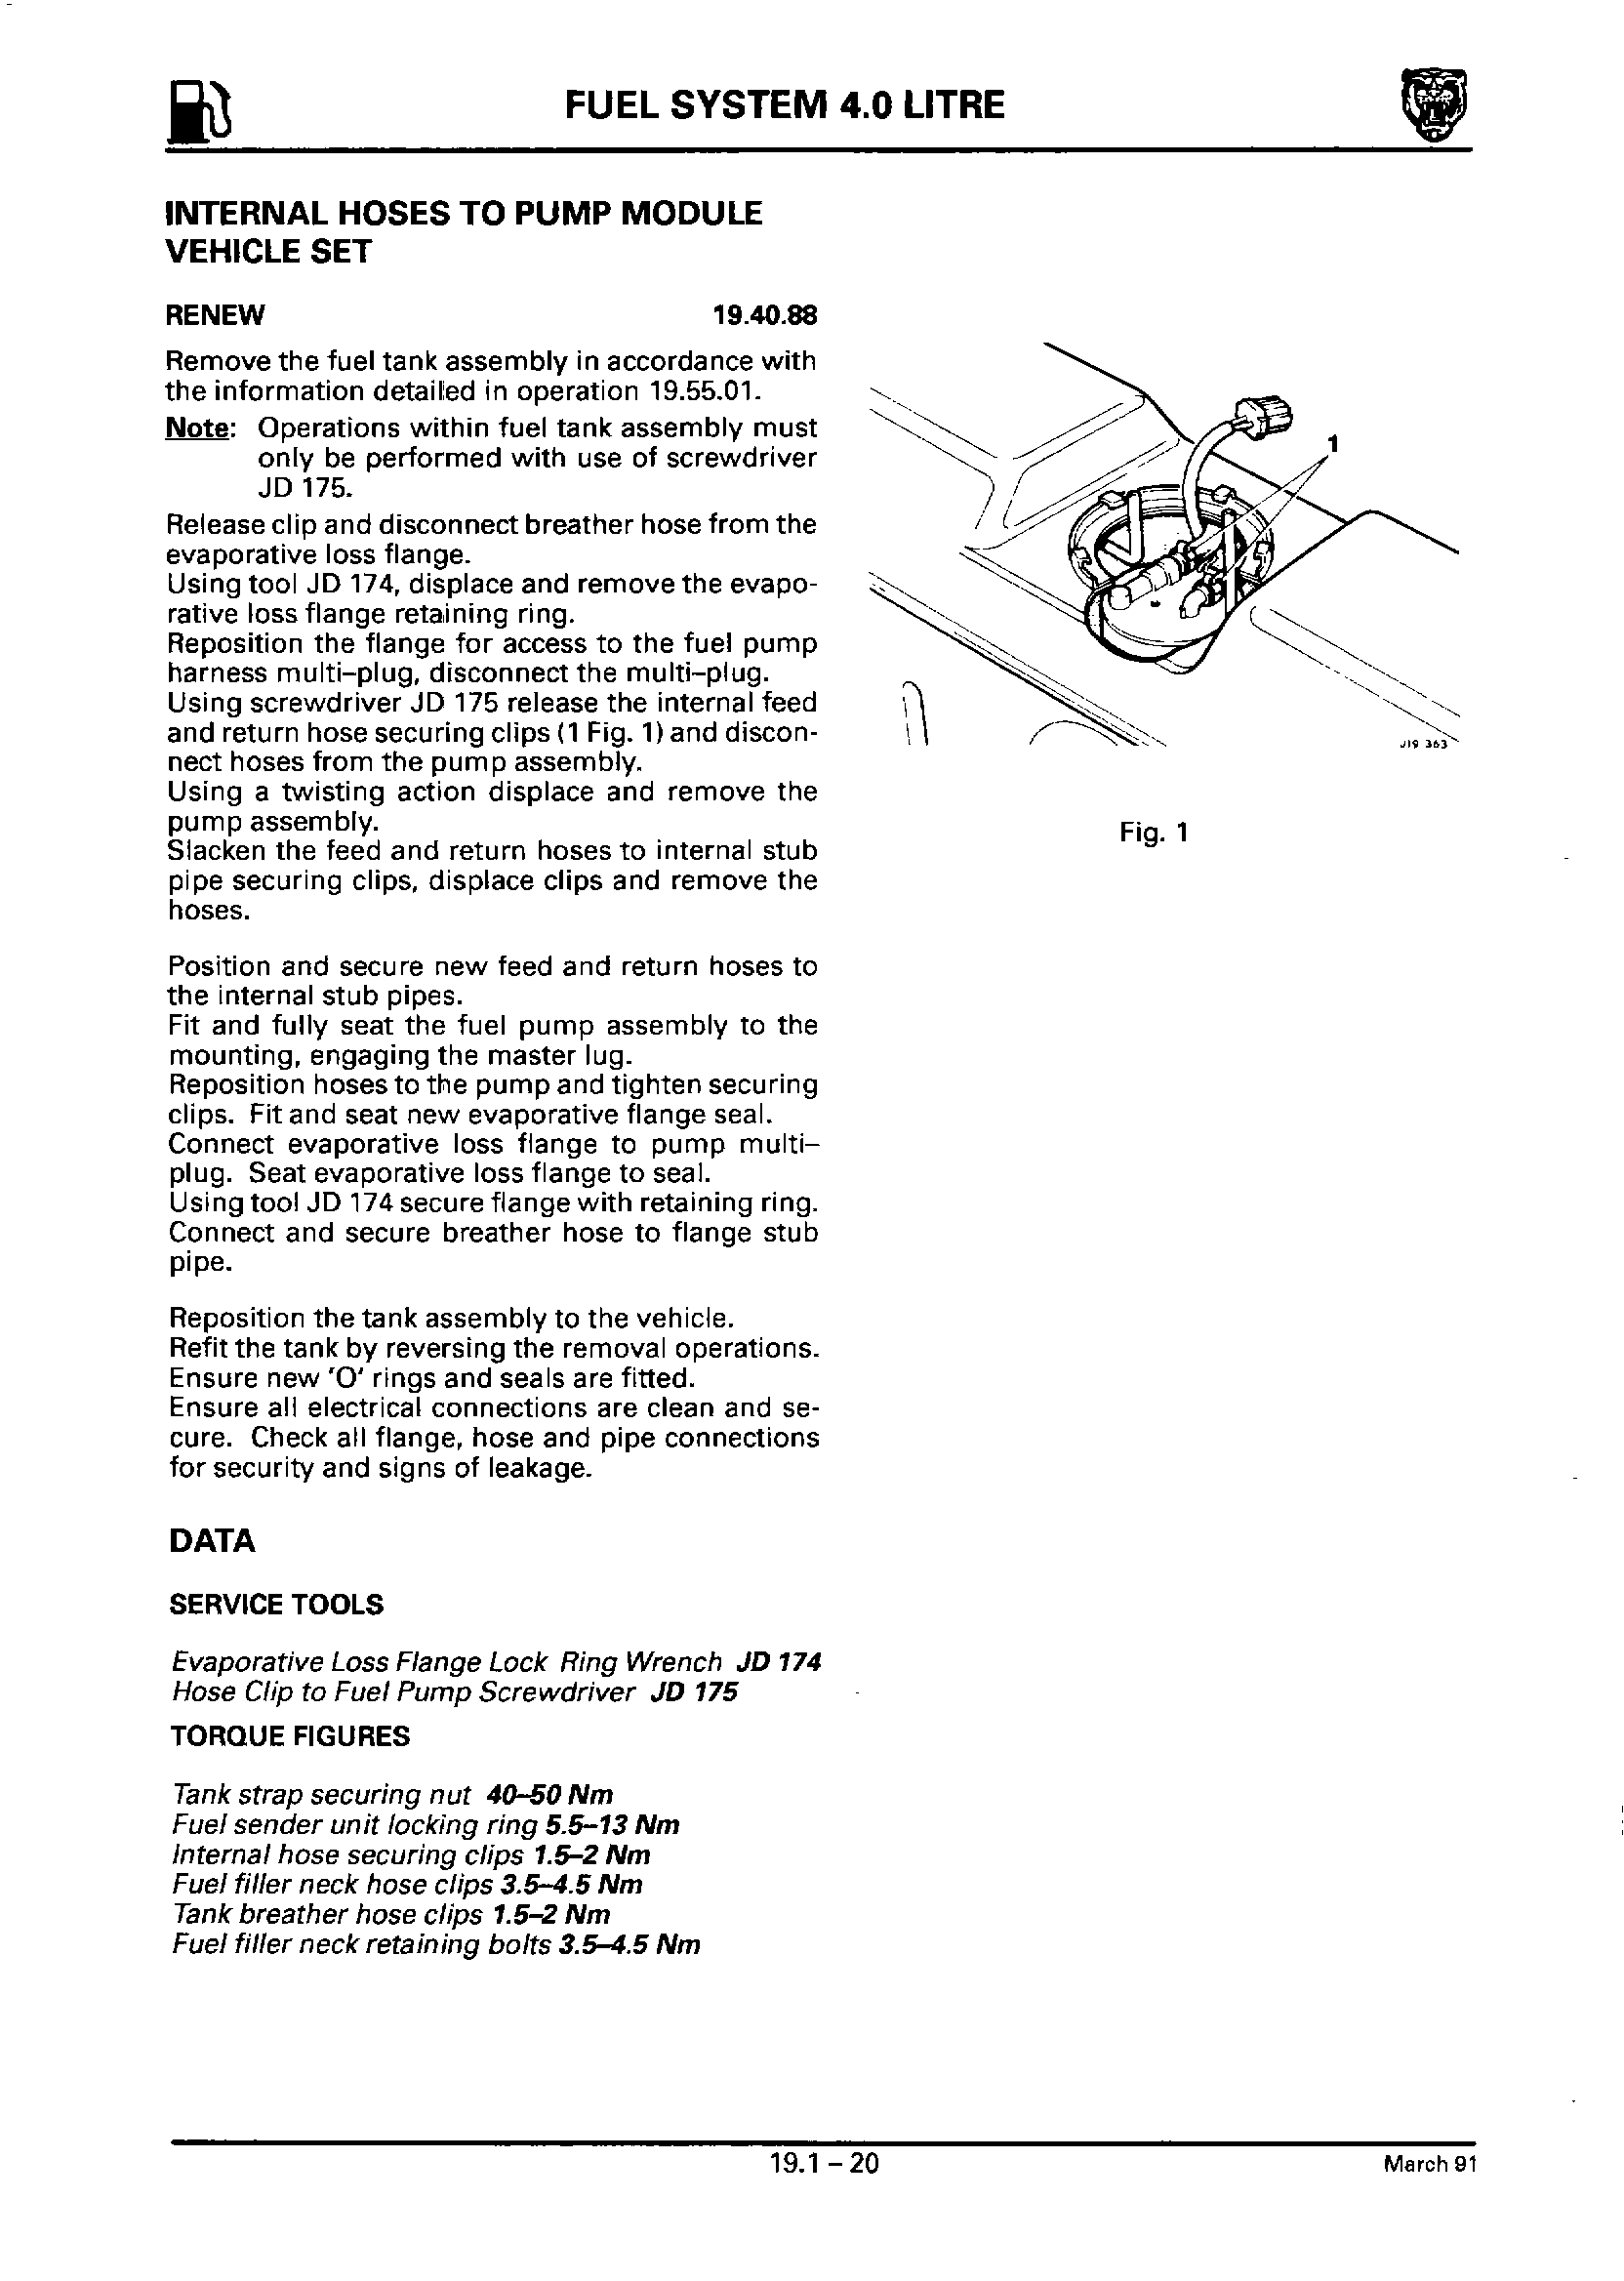 FUEL SYSTEM 4.0 LITRE
INTERNAL HOSES TO PUMP MODULE
VEHICLE SET
RENEW 19.40.88
Remove the fuel tank assembly in accordance with
the information detailed in operation 19.55.01.
Note: Operations within fuel tank assembly must
only be performed with use of screwdriver
JD 175.
Release clip and disconnect breather hose from the
evaporative loss flange.
Using tool JD 174, displace and remove the evapo-
rative loss flange retaining ring.
Reposition the flange for access to the fuel pump
harness multi–plug, disconnect the multi–plug.
Using screwdriver JD 175 release the internal feed
and return hose securing clips (1 Fig. 1) and discon-
nect hoses from the pump assembly.
Using a twisting action displace and remove the
pump assembly.
Slacken the feed and return hoses to internal stub
pipe securing clips, displace clips and remove the
hoses.
Position and secure new feed and return hoses to
the internal stub pipes.
Fit and fully seat the fuel pump assembly to the
mounting, engaging the master lug.
Reposition hoses to the pump and tighten securing
clips. Fit and seat new evaporative flange seal.
Connect evaporative loss flange to pump multi–
plug. Seat evaporative loss flange to seal.
Using tool JD 174 secure flange with retaining ring.
Connect and secure breather hose to flange stub
pipe.
Reposition the tank assembly to the vehicle.
Refit the tank by reversing the removal operations.
Ensure new 'O' rings and seals are fitted.
Ensure all electrical connections are clean and se-
cure. Check all flange, hose and pipe connections
for security and signs of leakage.
DATA
SERVICE TOOLS
Evaporative Loss Flange Lock Ring Wrench JD 174
Hose Clip to Fuel Pump Screwdriver JD 175
TORQUE FIGURES
Tank strap securing nut 40–50 Nm
Fuel sender unit locking ring 5.5–13 Nm
Internal hose securing clips 1.5–2 Nm
Fuel filler neck hose clips 3.5–4.5 Nm
Tank breather hose clips 1.5–2 Nm
Fuel filler neck retaining bolts 3.5–4.5 Nm
1
J19 363
Fig. 1
19.1 – 20
March 91